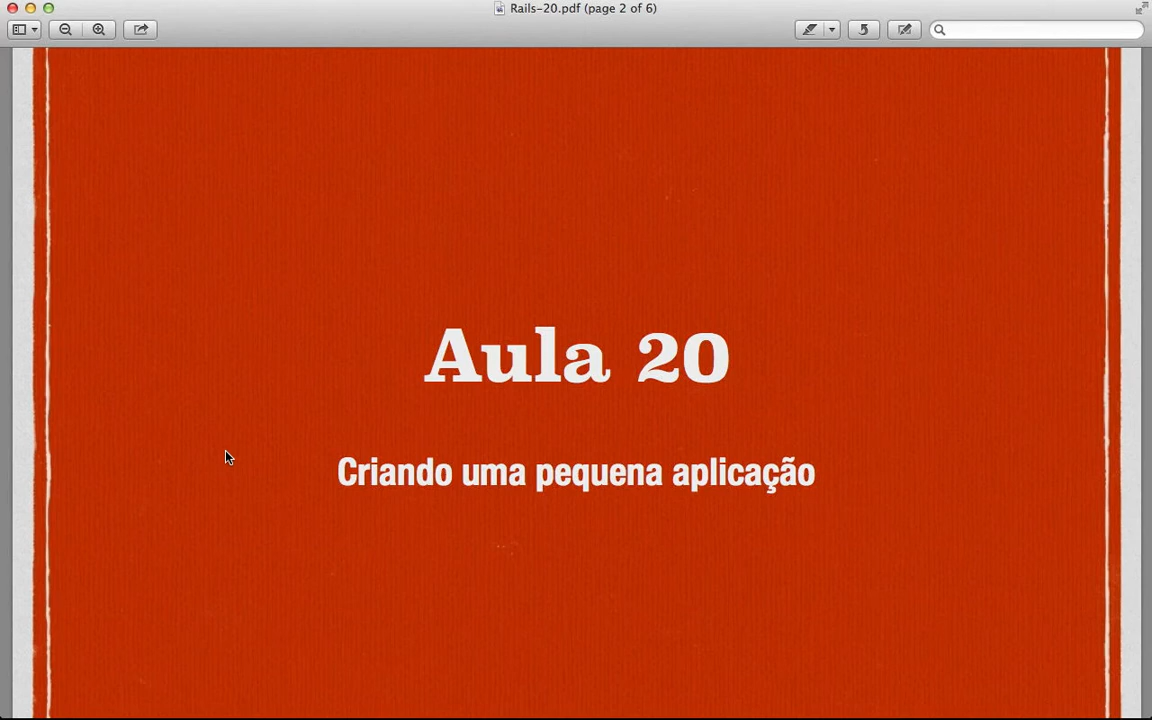 Rails-20.pdf (page 2 of 6)
Aula 20
Criando uma pequena aplicação